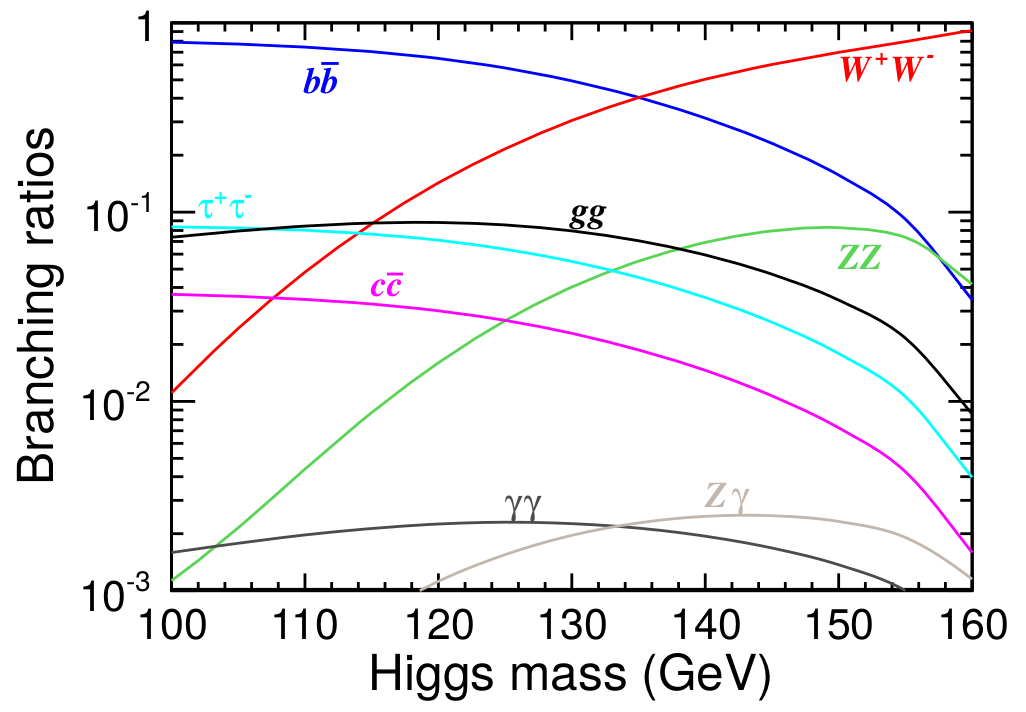 1
bb̅
W⁺W⁻
Branching ratios
10⁻¹
τ⁺τ⁻
gg
ZZ
cc̅
10⁻²
γγ
Zγ
10⁻³
100 110 120 130 140 150 160
Higgs mass (GeV)